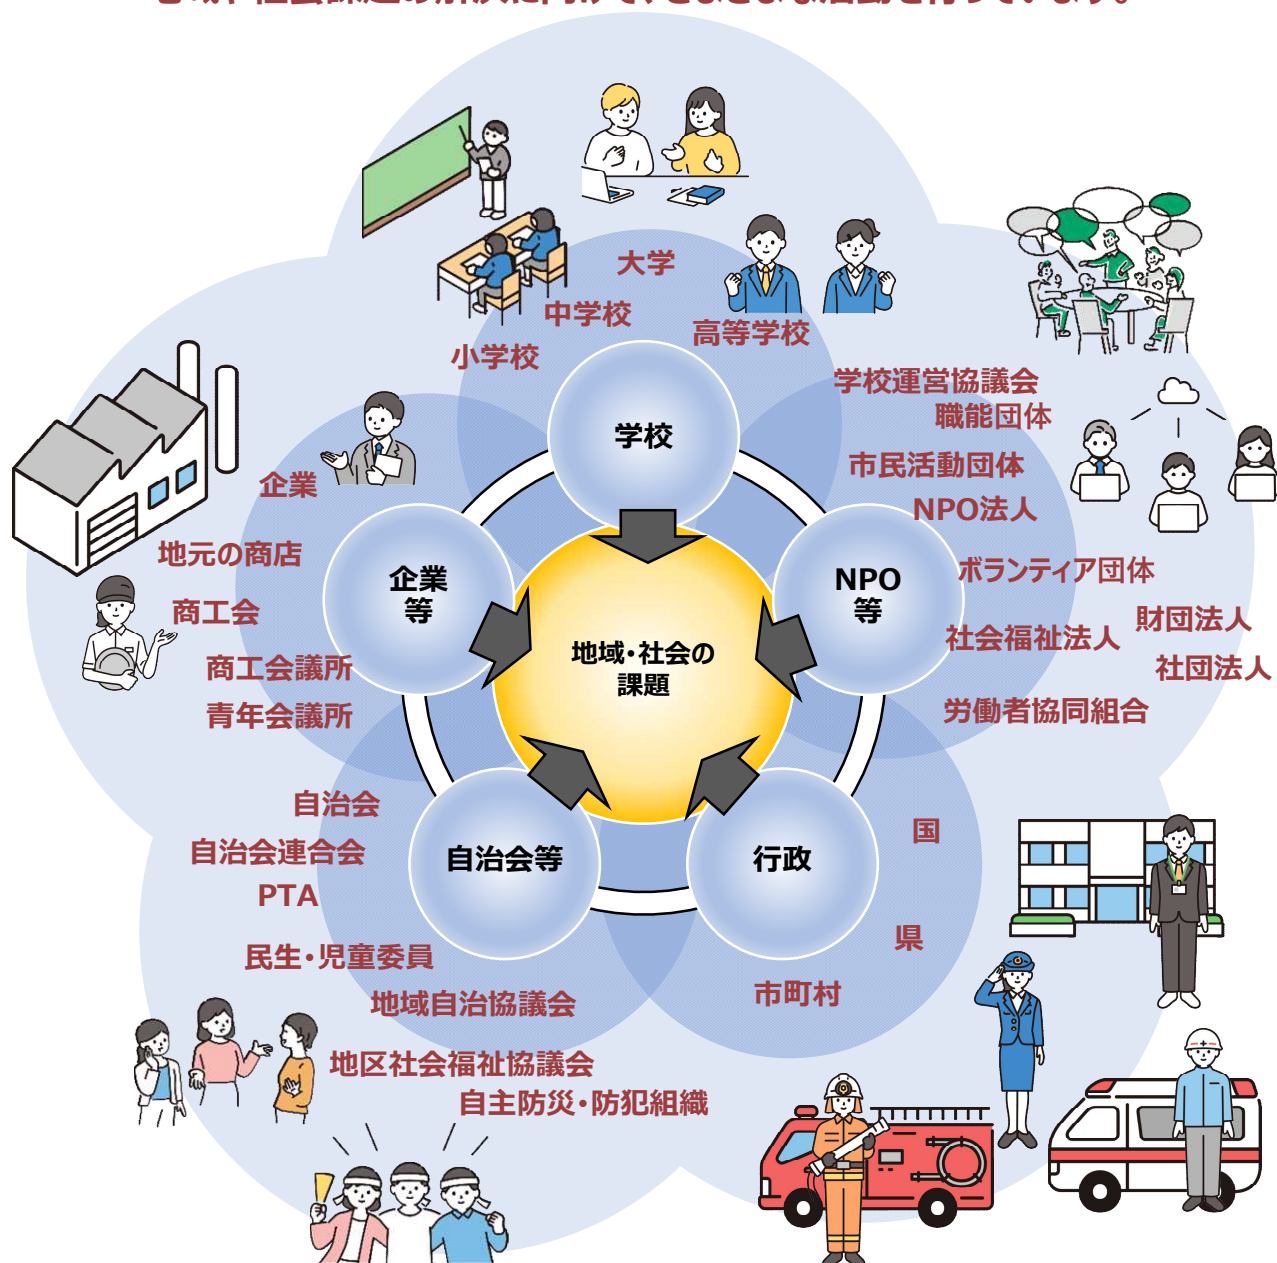 大学
中学校
高等学校
小学校
学校
学校運営協議会
職能団体
市民活動団体
NPO法人
ボランティア団体
財団法人
社会福祉法人
社団法人
労働者協同組合
NPO
等
企業
地元の商店
商工会
商工会議所
青年会議所
企業
等
地域・社会の
課題
自治会
自治会連合会
PTA
民生・児童委員
地域自治協議会
地区社会福祉協議会
自主防災・防犯組織
自治会等
行政
国
県
市町村